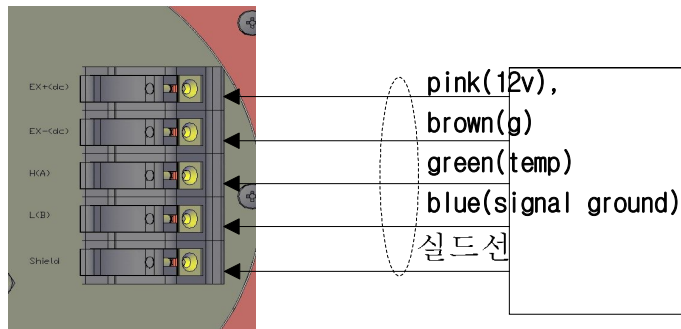 EX+(dc)
EX-(dc)
H(A)
L(B)
Shield
pink(12v),
brown(g)
green(temp)
blue(signal ground)
실드선